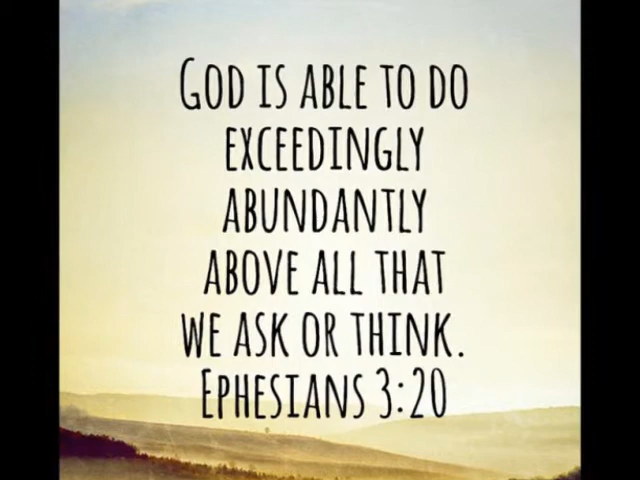 GOD IS ABLE TO DO
EXCEEDINGLY
ABUNDANTLY
ABOVE ALL THAT
WE ASK OR THINK.
EPHESIANS 3:20